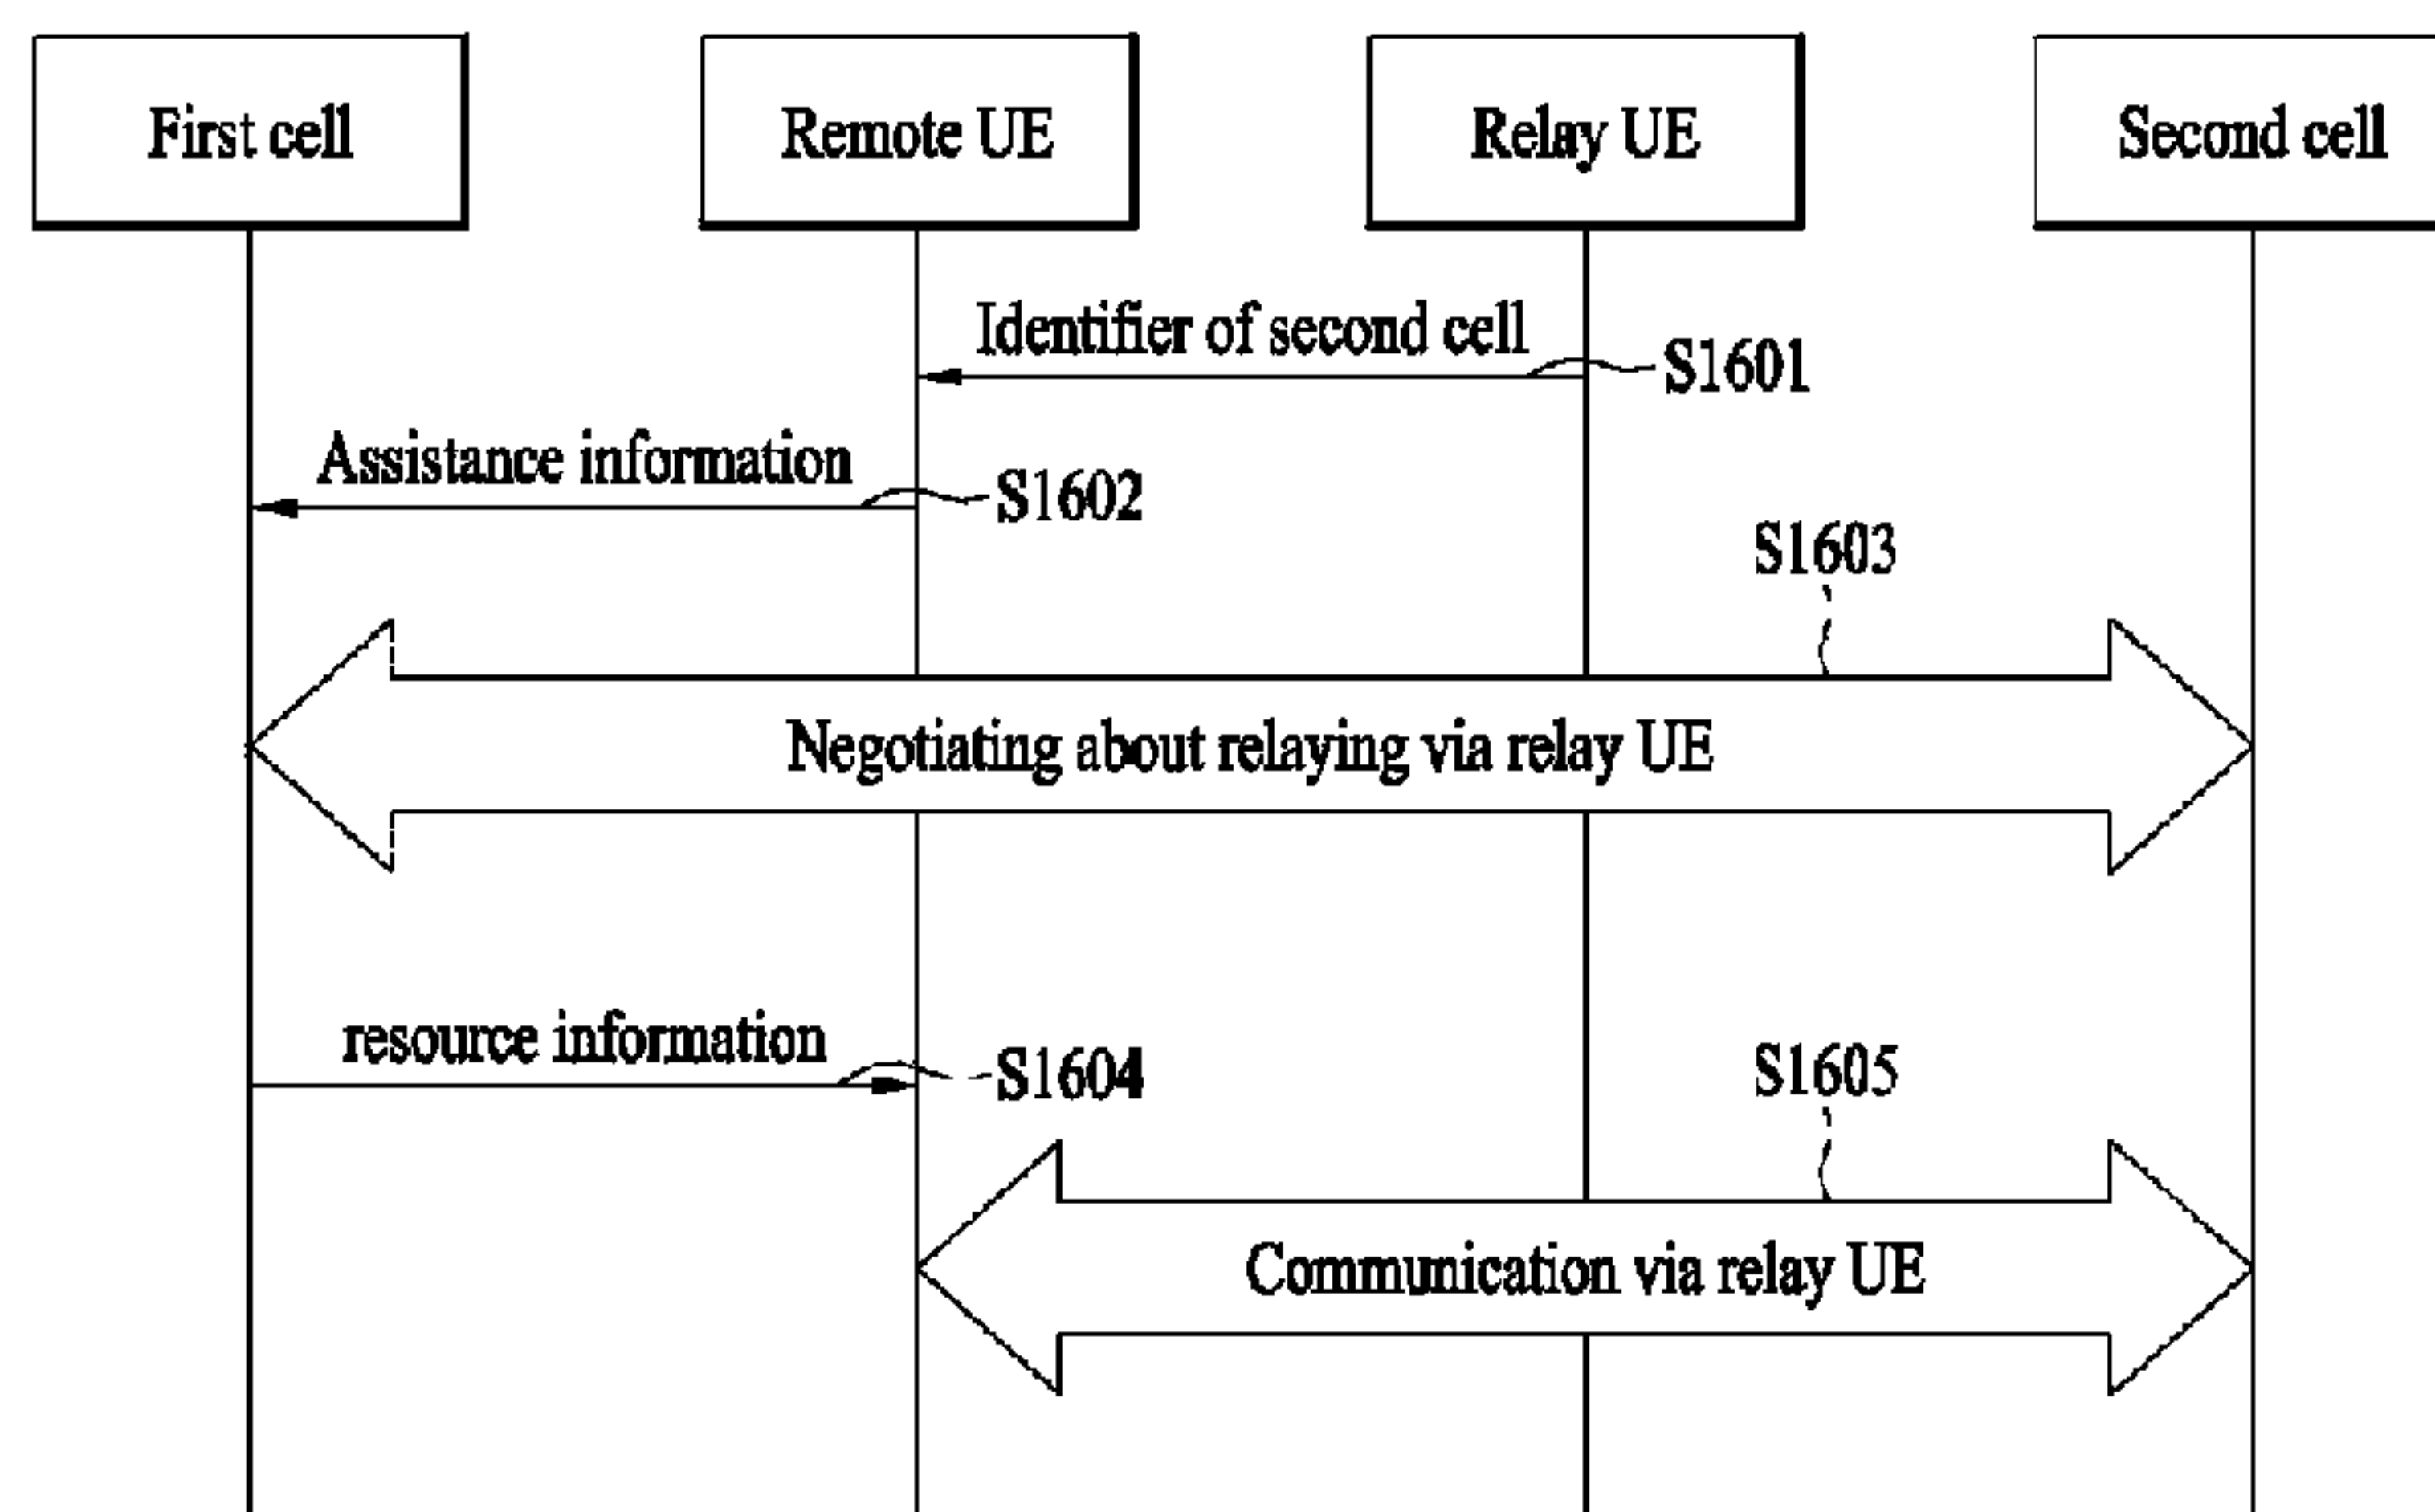 First cell
Remote UE
Relay UE
Second cell
Identifier of second cell
S1601
Assistance information
S1602
S1603
Negotiating about relaying via relay UE
resource information
S1604
S1605
Communication via relay UE